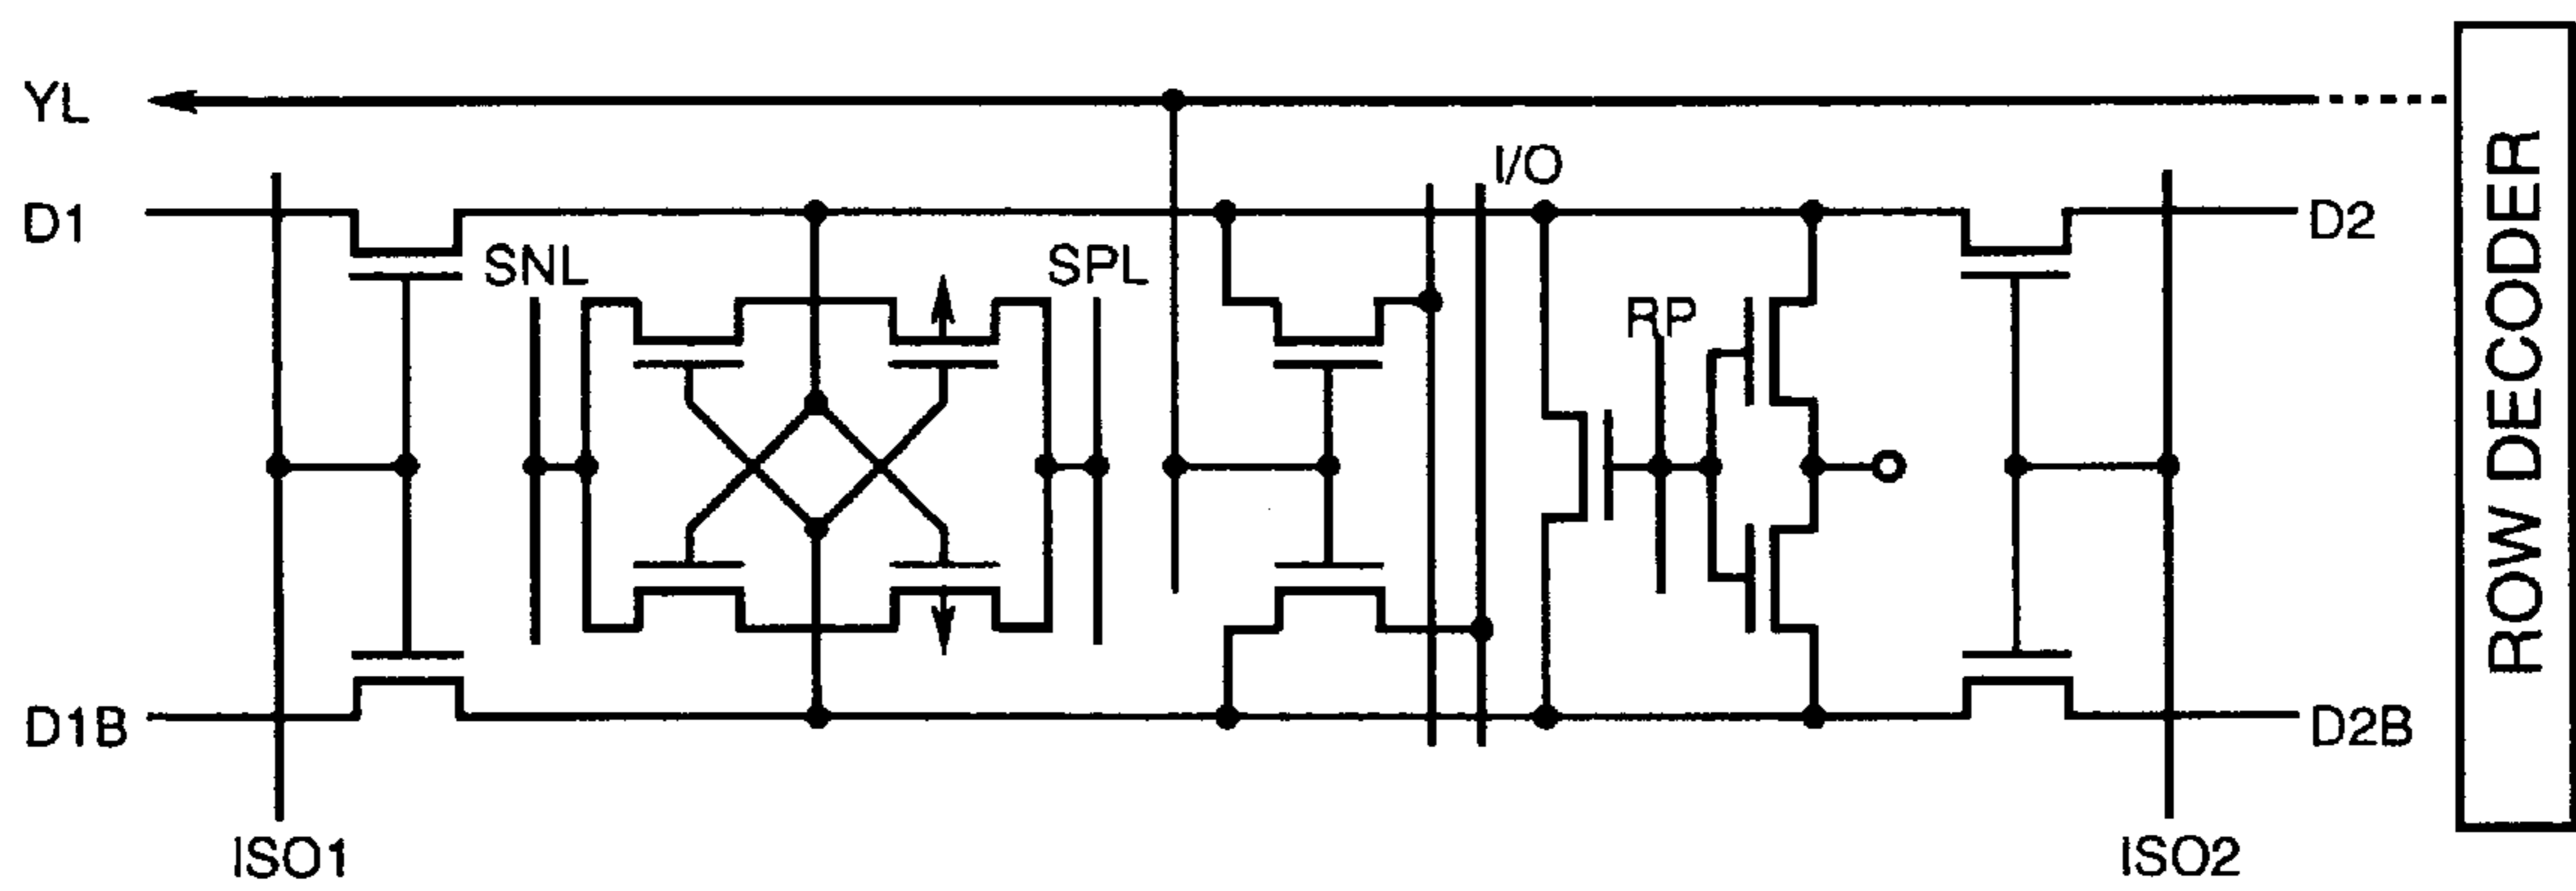 YL
I/O
D1
D2
SNL
SPL
RP
ROW DECODER
D1B
D2B
ISO1
ISO2